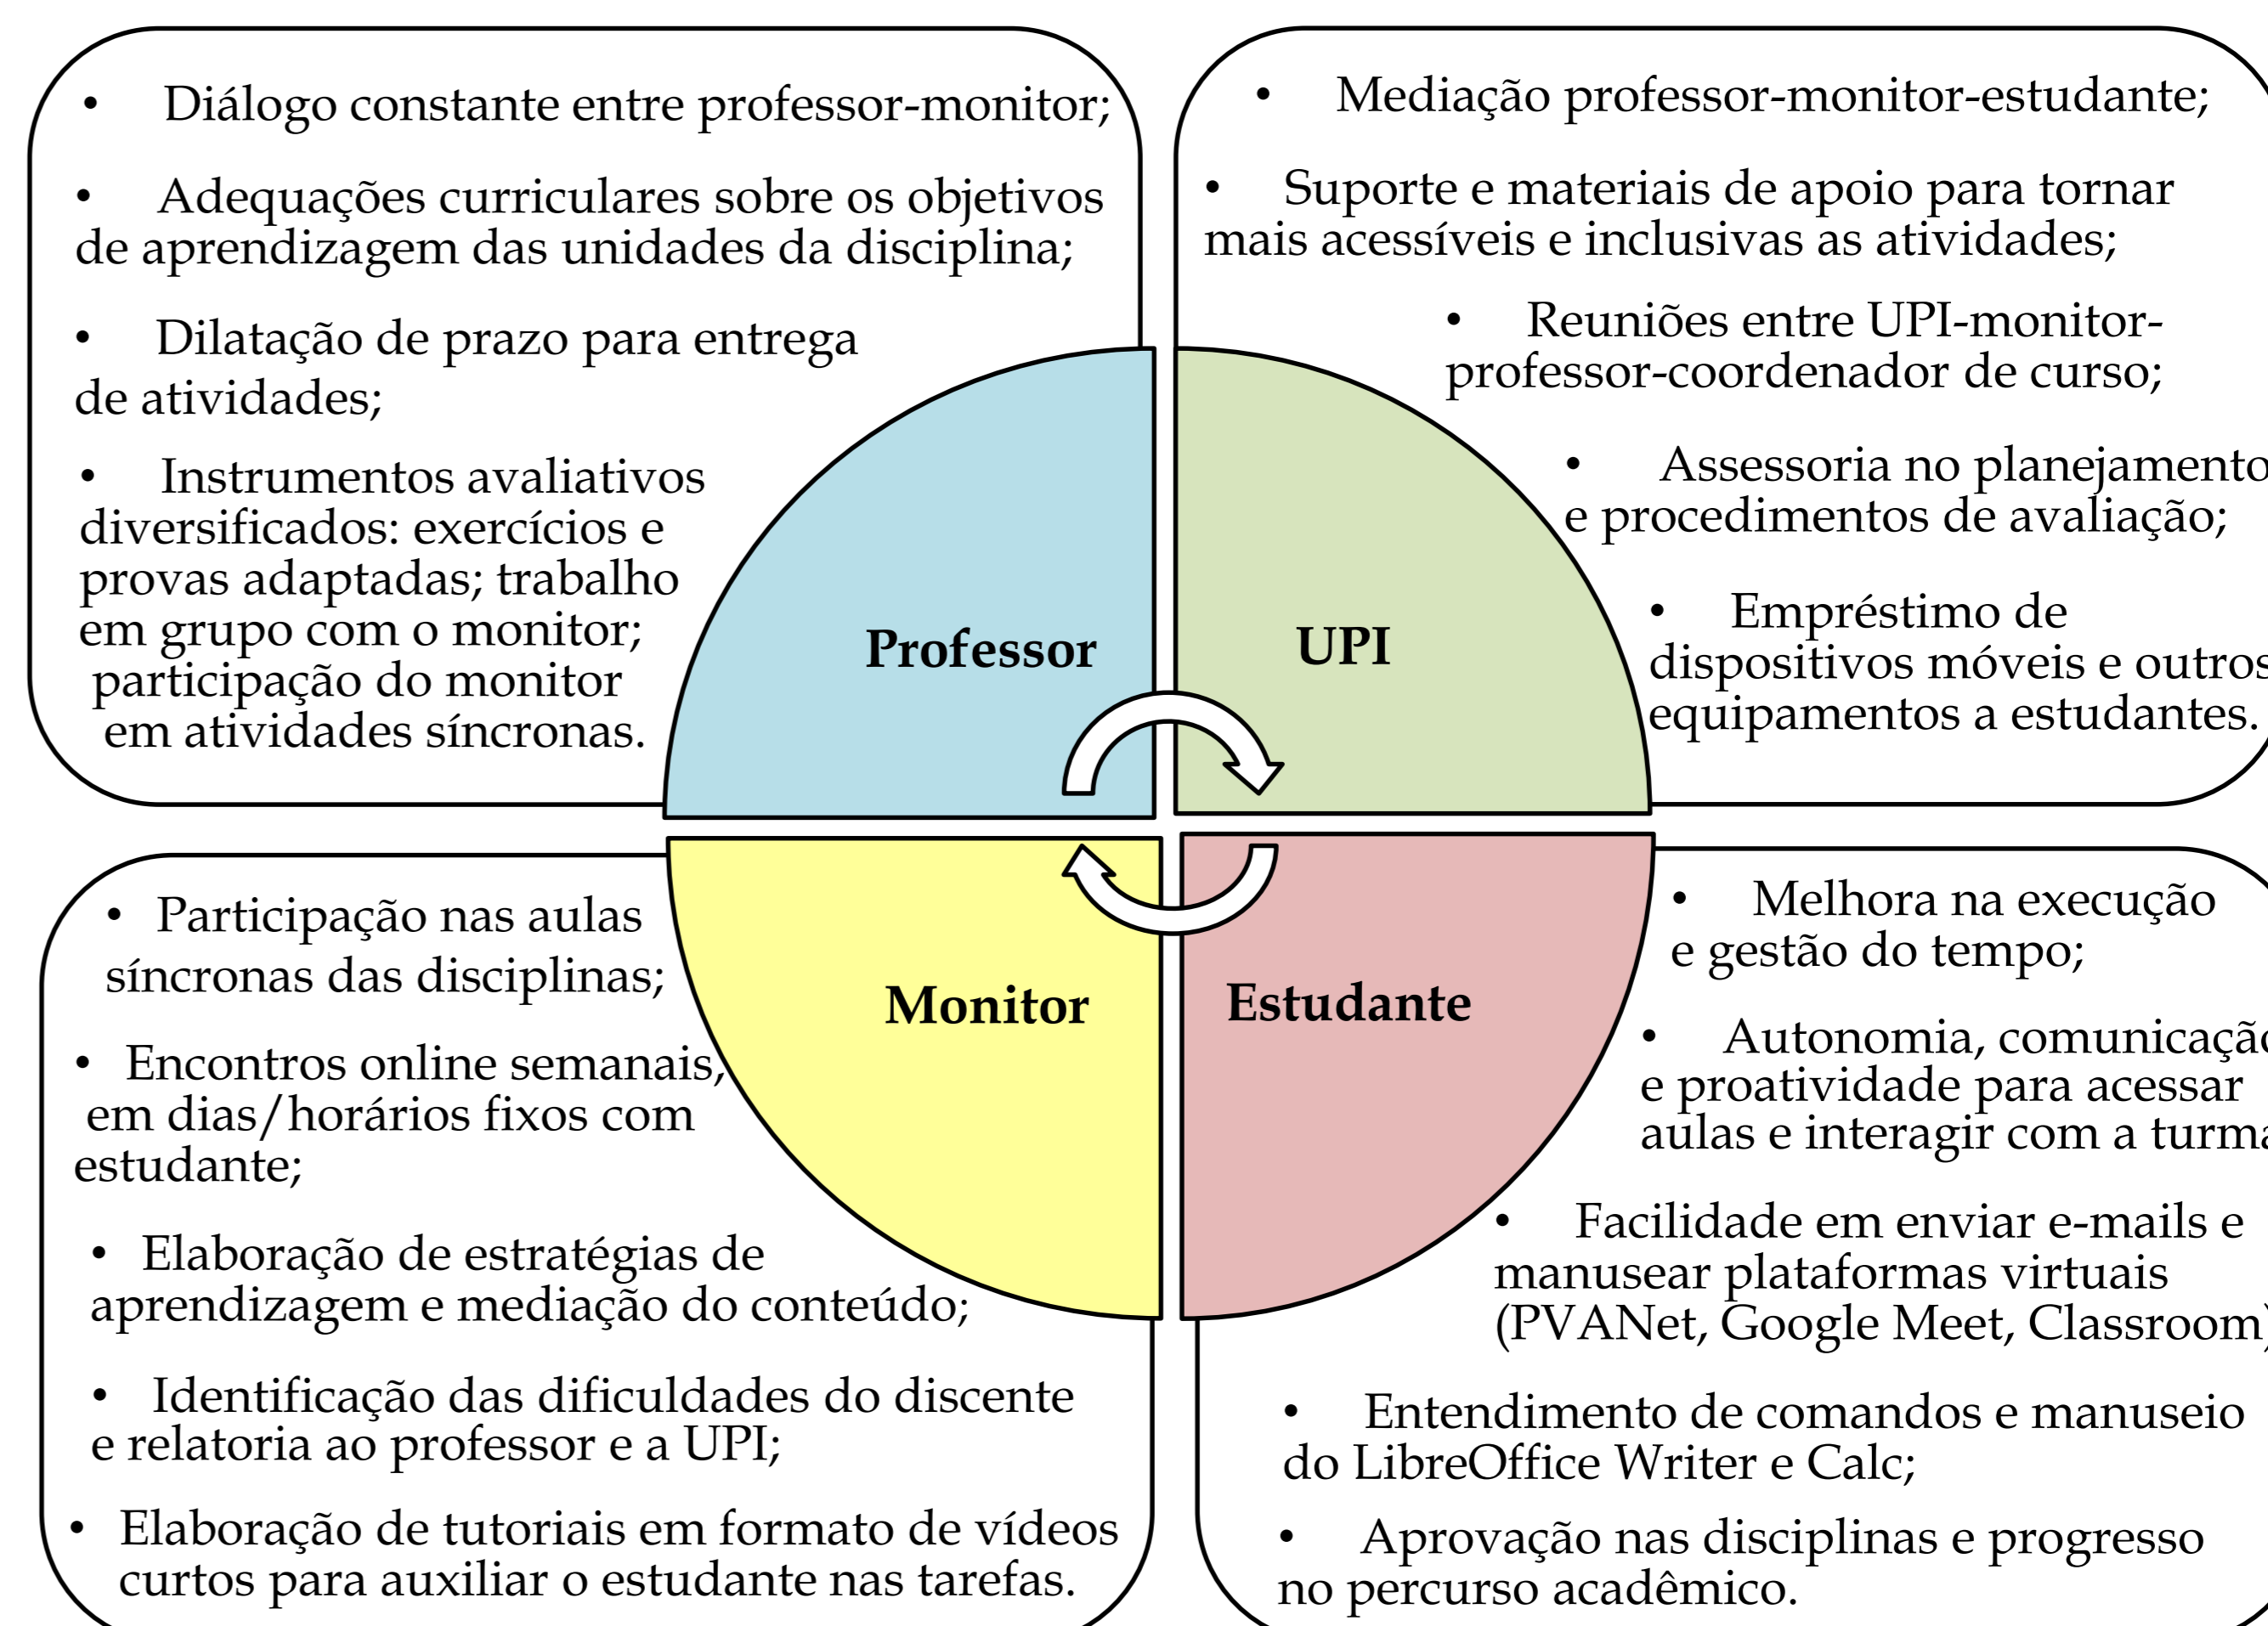 • Diálogo constante entre professor-monitor;
• Adequações curriculares sobre os objetivos
de aprendizagem das unidades da disciplina;
• Dilatação de prazo para entrega
de atividades;
• Instrumentos avaliativos
diversificados: exercícios e
provas adaptadas; trabalho
em grupo com o monitor;
participação do monitor
em atividades síncronas.
• Mediação professor-monitor-estudante;
• Suporte e materiais de apoio para tornar
mais acessíveis e inclusivas as atividades;
• Reuniões entre UPI-monitor-
professor-coordenador de curso;
• Assessoria no planejamento
e procedimentos de avaliação;
• Empréstimo de
dispositivos móveis e outros
equipamentos a estudantes.
Professor
UPI
Monitor
Estudante
• Participação nas aulas
síncronas das disciplinas;
• Encontros online semanais,
em dias/horários fixos com
estudante;
• Elaboração de estratégias de
aprendizagem e mediação do conteúdo;
• Identificação das dificuldades do discente
e relatoria ao professor e a UPI;
• Elaboração de tutoriais em formato de vídeos
curtos para auxiliar o estudante nas tarefas.
• Melhora na execução
e gestão do tempo;
• Autonomia, comunicação
e proatividade para acessar
aulas e interagir com a turma
• Facilidade em enviar e-mails e
manusear plataformas virtuais
(PVANet, Google Meet, Classroom)
• Entendimento de comandos e manuseio
do LibreOffice Writer e Calc;
• Aprovação nas disciplinas e progresso
no percurso acadêmico.